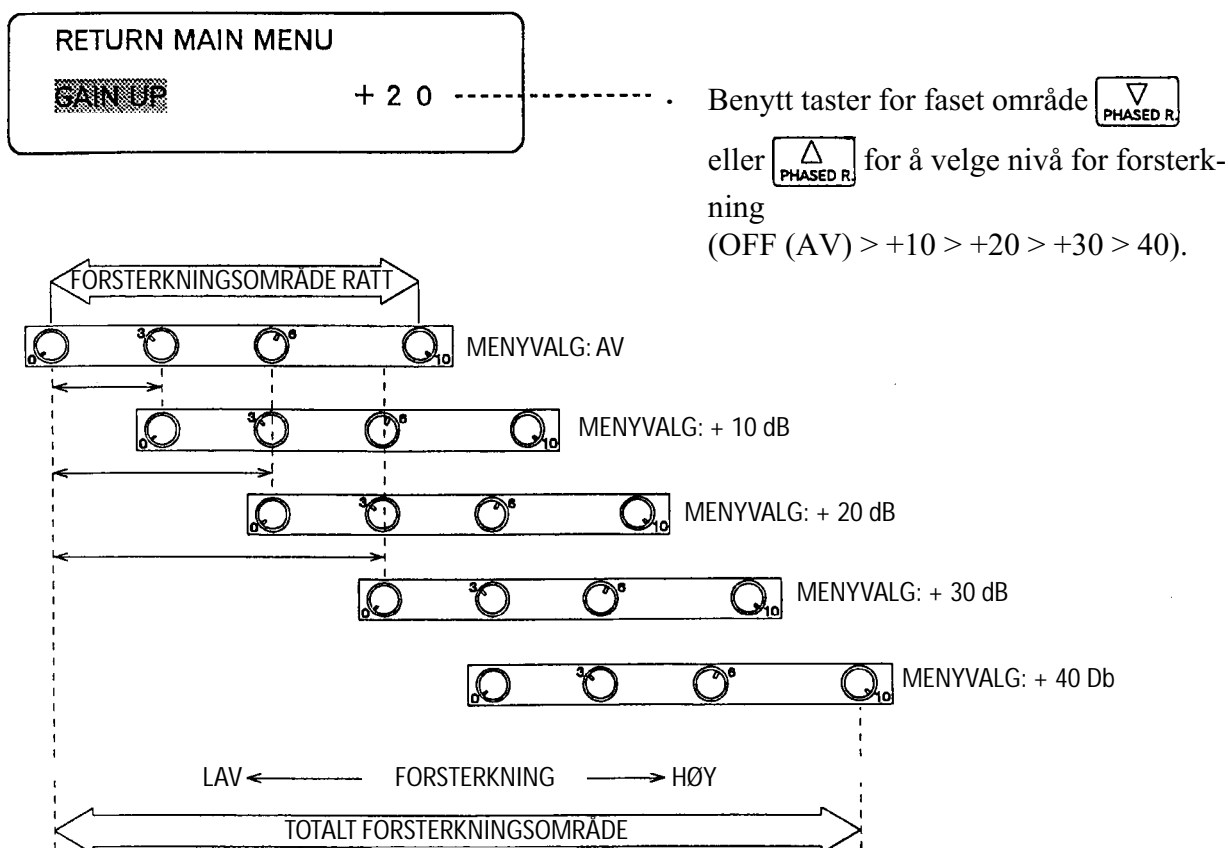 RETURN MAIN MENU
GAIN UP +20
. Benytt taster for faset område ▽ PHASED R.
eller △ PHASED R. for å velge nivå for forsterk-
ning
(OFF (AV) > +10 > +20 > +30 > 40).
FORSTERKNINGSOMRÅDE RATT
0 3 6 10 MENYVALG: AV
0 3 6 10 MENYVALG: + 10 dB
0 3 6 10 MENYVALG: + 20 dB
0 3 6 10 MENYVALG: + 30 dB
0 3 6 10 MENYVALG: + 40 Db
LAV FORSTERKNING HØY
TOTALT FORSTERKNINGSOMRÅDE